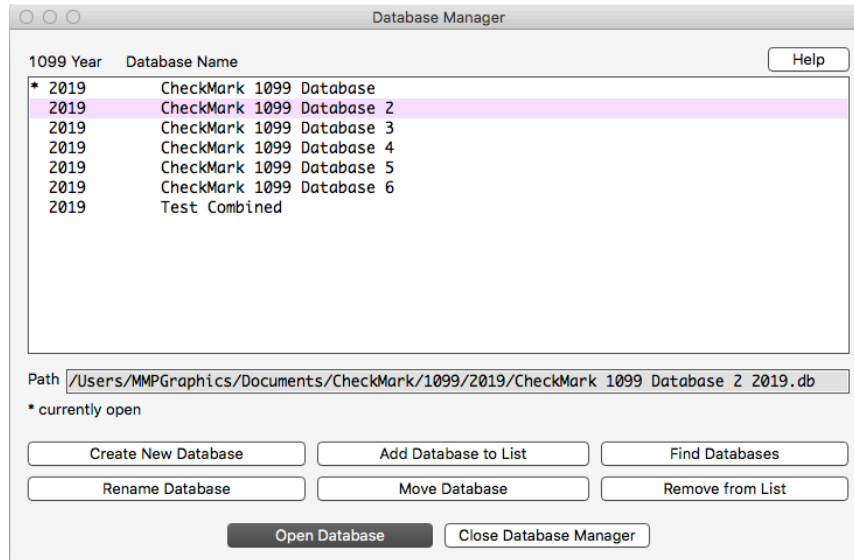 Database Manager
1099 Year Database Name Help
* 2019 CheckMark 1099 Database
2019 CheckMark 1099 Database 2
2019 CheckMark 1099 Database 3
2019 CheckMark 1099 Database 4
2019 CheckMark 1099 Database 5
2019 CheckMark 1099 Database 6
2019 Test Combined
Path /Users/MMPGraphics/Documents/CheckMark/1099/2019/CheckMark 1099 Database 2 2019.db
* currently open
Create New Database Add Database to List Find Databases
Rename Database Move Database Remove from List
Open Database Close Database Manager